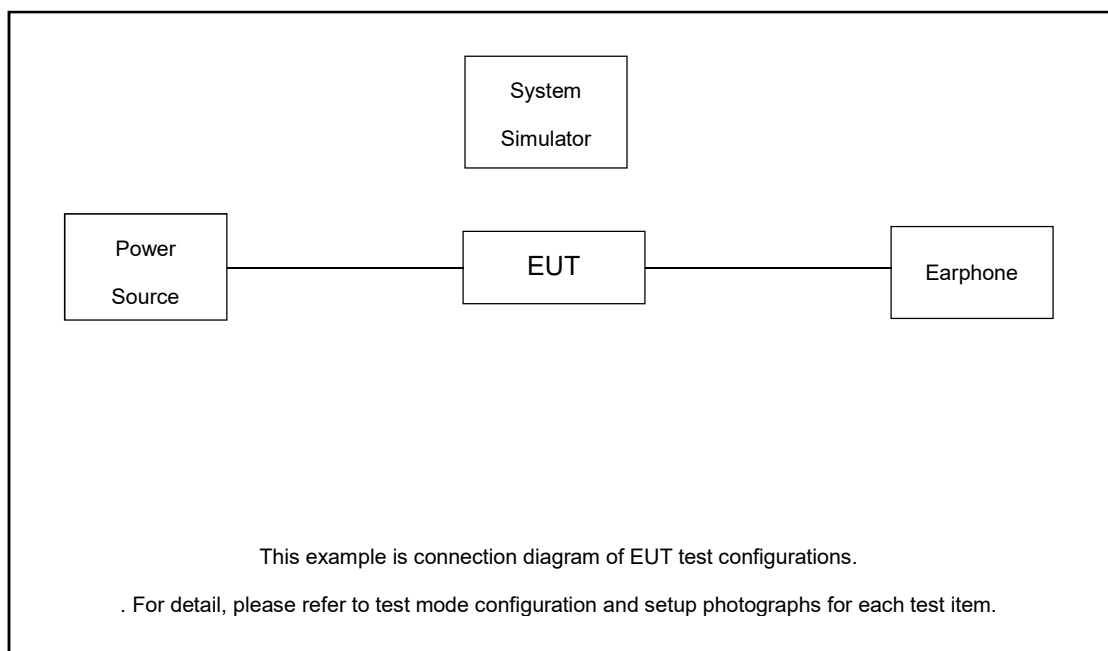 System
Simulator
Power
Source
EUT
Earphone
This example is connection diagram of EUT test configurations.
. For detail, please refer to test mode configuration and setup photographs for each test item.